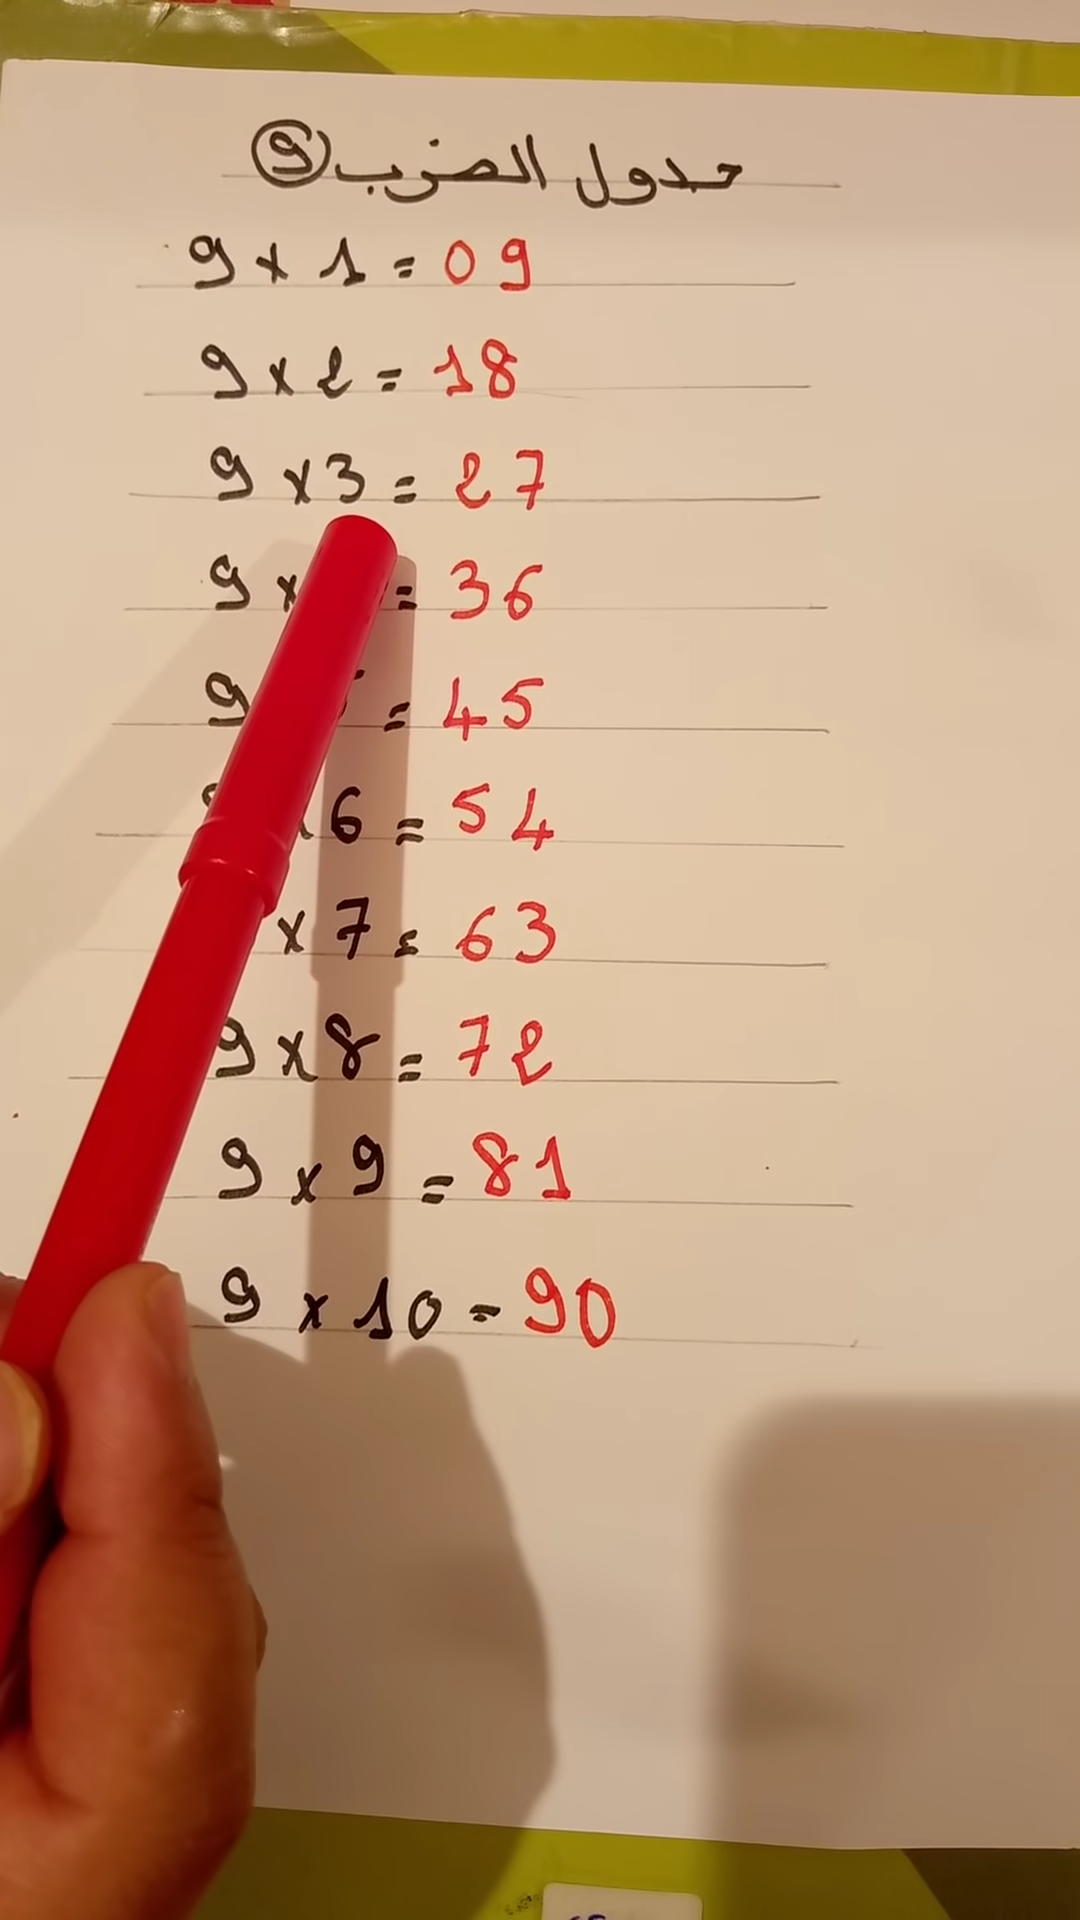 جدول الضرب 9
9 x 1 = 09
9 x 2 = 18
9 x 3 = 27
9 x = 36
9 = 45
x 6 = 54
x 7 = 63
9 x 8 = 72
9 x 9 = 81
9 x 10 = 90